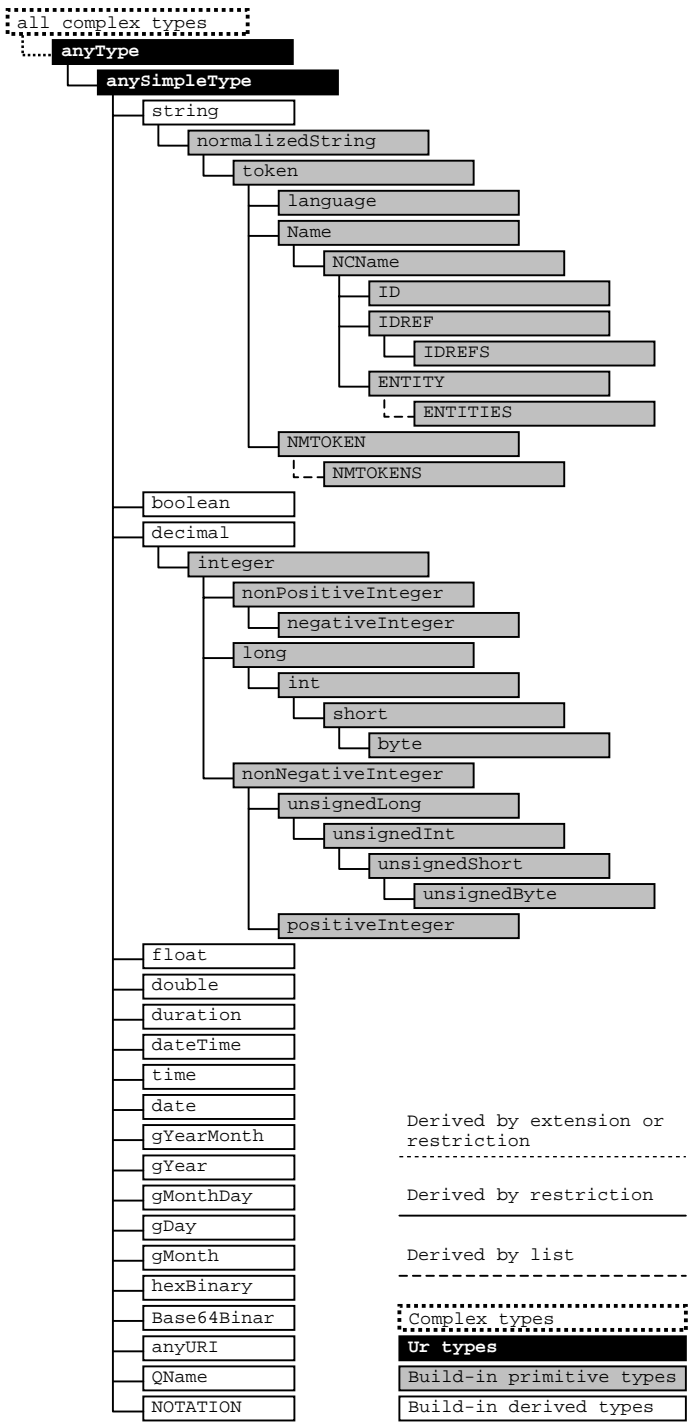 all complex types
anyType
anySimpleType
string
normalizedString
token
language
Name
NCName
ID
IDREF
IDREFS
ENTITY
ENTITIES
NMTOKEN
NMTOKENS
boolean
decimal
integer
nonPositiveInteger
negativeInteger
long
int
short
byte
nonNegativeInteger
unsignedLong
unsignedInt
unsignedShort
unsignedByte
positiveInteger
float
double
duration
dateTime
time
date
gYearMonth
gYear
gMonthDay
gDay
gMonth
hexBinary
Base64Binar
anyURI
QName
NOTATION
Derived by extension or
restriction
Derived by restriction
Derived by list
Complex types
Ur types
Build-in primitive types
Build-in derived types